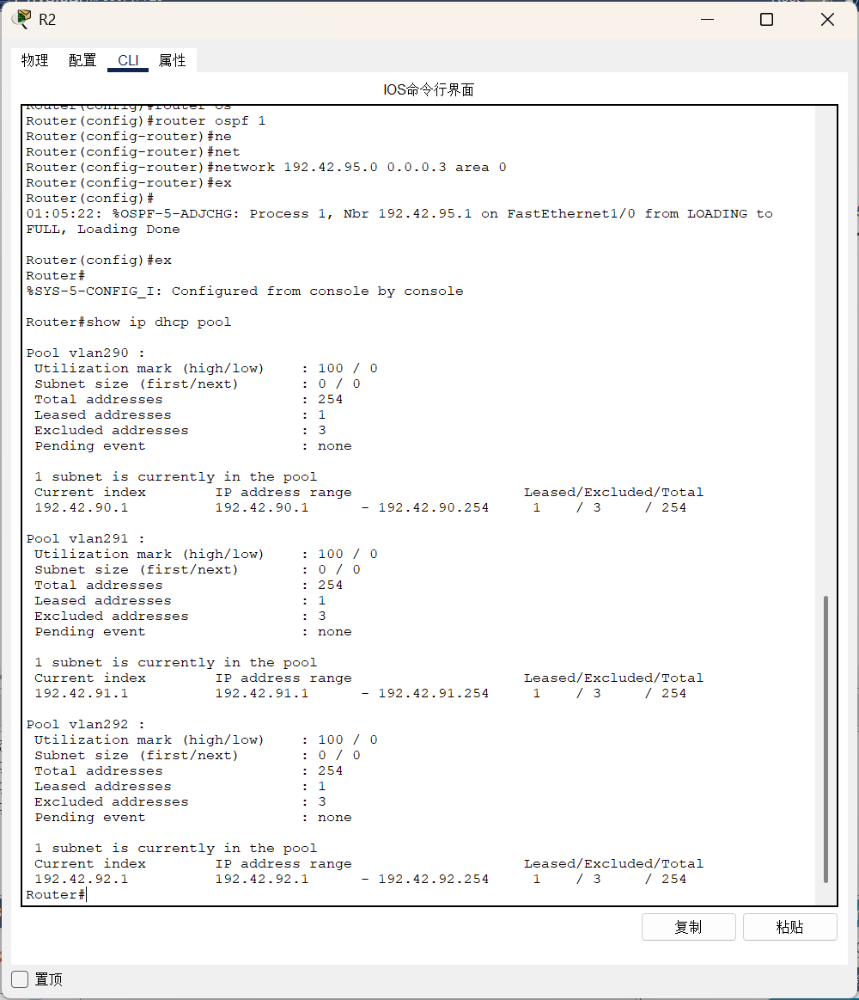 R2
物理 配置 CLI 属性
IOS命令行界面
Router(config)#router os
Router(config)#router ospf 1
Router(config-router)#ne
Router(config-router)#net
Router(config-router)#network 192.42.95.0 0.0.0.3 area 0
Router(config-router)#ex
Router(config)#
01:05:22: %OSPF-5-ADJCHG: Process 1, Nbr 192.42.95.1 on FastEthernet1/0 from LOADING to
FULL, Loading Done
Router(config)#ex
Router#
%SYS-5-CONFIG_I: Configured from console by console
Router#show ip dhcp pool
Pool vlan290 :
Utilization mark (high/low) : 100 / 0
Subnet size (first/next) : 0 / 0
Total addresses : 254
Leased addresses : 1
Excluded addresses : 3
Pending event : none
1 subnet is currently in the pool
Current index IP address range Leased/Excluded/Total
192.42.90.1 192.42.90.1 - 192.42.90.254 1 / 3 / 254
Pool vlan291 :
Utilization mark (high/low) : 100 / 0
Subnet size (first/next) : 0 / 0
Total addresses : 254
Leased addresses : 1
Excluded addresses : 3
Pending event : none
1 subnet is currently in the pool
Current index IP address range Leased/Excluded/Total
192.42.91.1 192.42.91.1 - 192.42.91.254 1 / 3 / 254
Pool vlan292 :
Utilization mark (high/low) : 100 / 0
Subnet size (first/next) : 0 / 0
Total addresses : 254
Leased addresses : 1
Excluded addresses : 3
Pending event : none
1 subnet is currently in the pool
Current index IP address range Leased/Excluded/Total
192.42.92.1 192.42.92.1 - 192.42.92.254 1 / 3 / 254
Router#
复制 粘贴
置顶